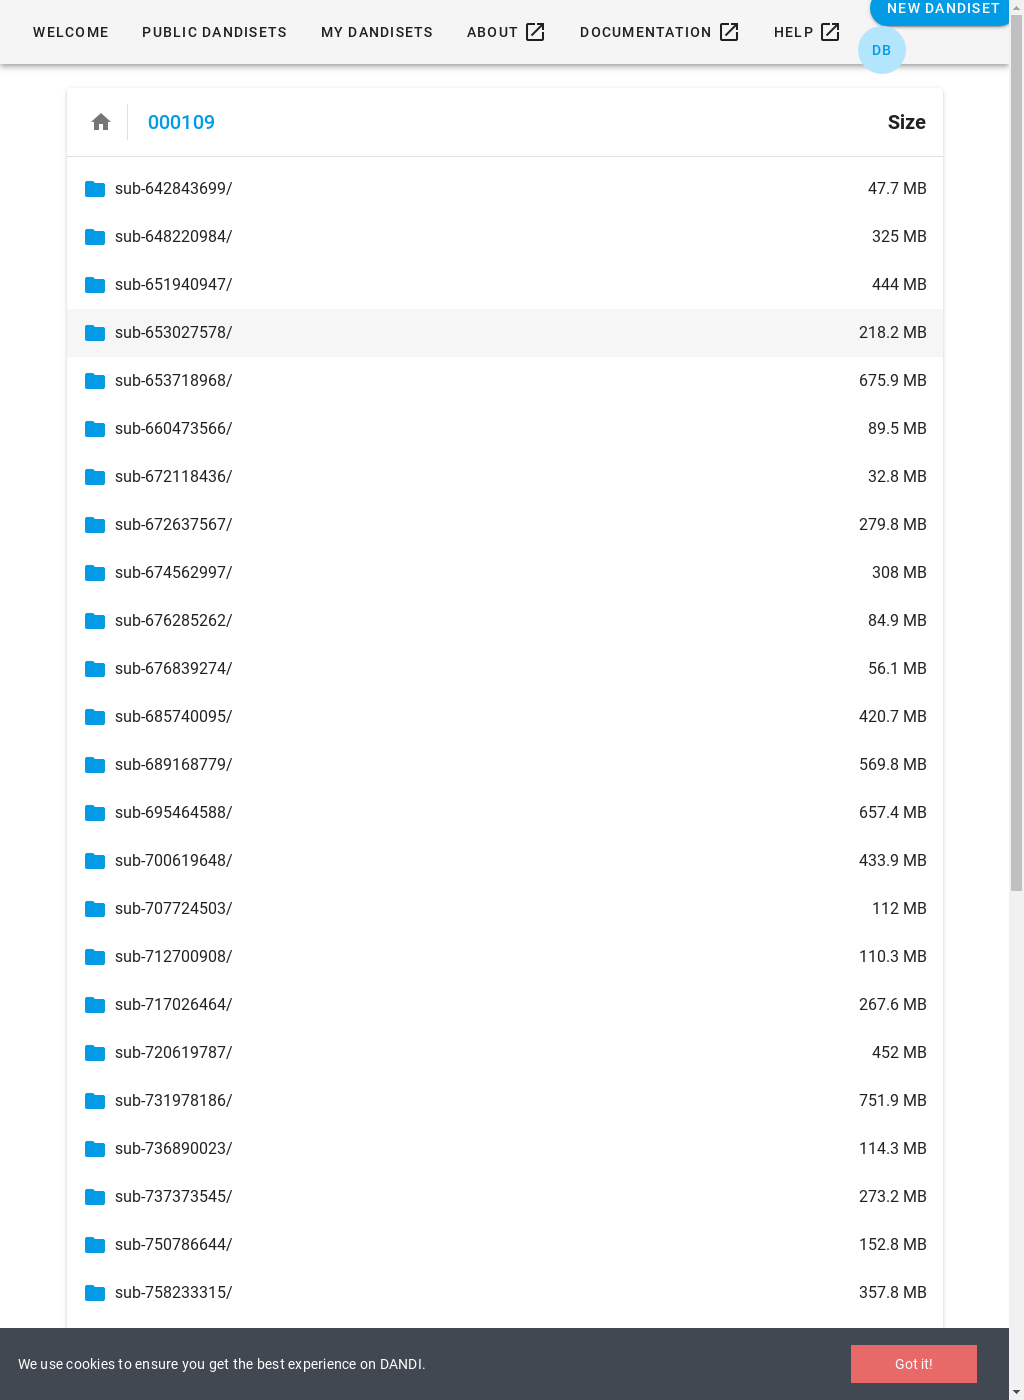 NEW DANDISET
WELCOME PUBLIC DANDISETS MY DANDISETS ABOUT DOCUMENTATION HELP
DB
000109 Size
sub-642843699/ 47.7 MB
sub-648220984/ 325 MB
sub-651940947/ 444 MB
sub-653027578/ 218.2 MB
sub-653718968/ 675.9 MB
sub-660473566/ 89.5 MB
sub-672118436/ 32.8 MB
sub-672637567/ 279.8 MB
sub-674562997/ 308 MB
sub-676285262/ 84.9 MB
sub-676839274/ 56.1 MB
sub-685740095/ 420.7 MB
sub-689168779/ 569.8 MB
sub-695464588/ 657.4 MB
sub-700619648/ 433.9 MB
sub-707724503/ 112 MB
sub-712700908/ 110.3 MB
sub-717026464/ 267.6 MB
sub-720619787/ 452 MB
sub-731978186/ 751.9 MB
sub-736890023/ 114.3 MB
sub-737373545/ 273.2 MB
sub-750786644/ 152.8 MB
sub-758233315/ 357.8 MB
We use cookies to ensure you get the best experience on DANDI. Got it!